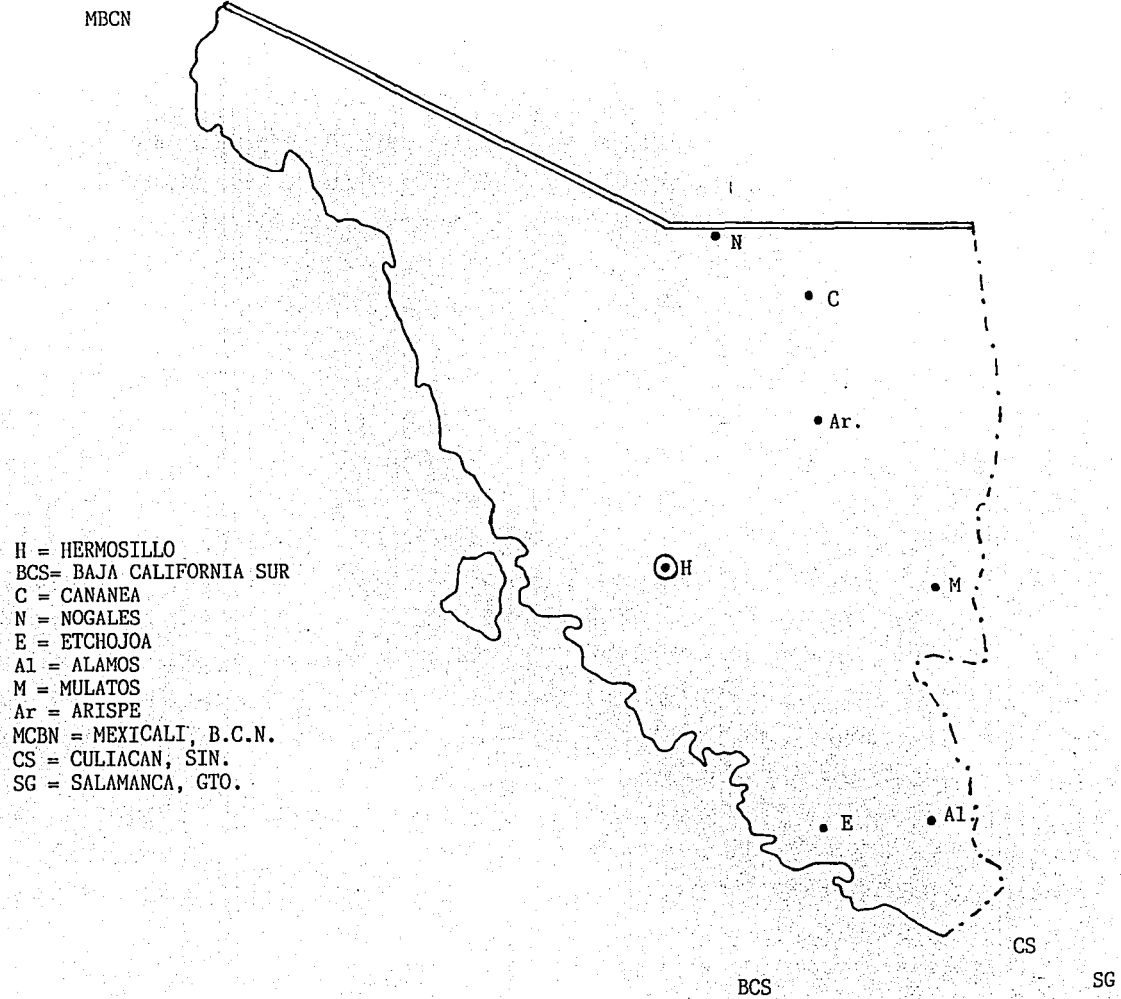 MBCN
N
C
Ar.
H
M
H = HERMOSILLO
BCS= BAJA CALIFORNIA SUR
C = CANANEA
N = NOGALES
E = ETCHOJOA
Al = ALAMOS
M = MULATOS
Ar = ARISPE
MCBN = MEXICALI, B.C.N.
CS = CULIACAN, SIN.
SG = SALAMANCA, GTO.
E
Al.
CS
BCS
SG